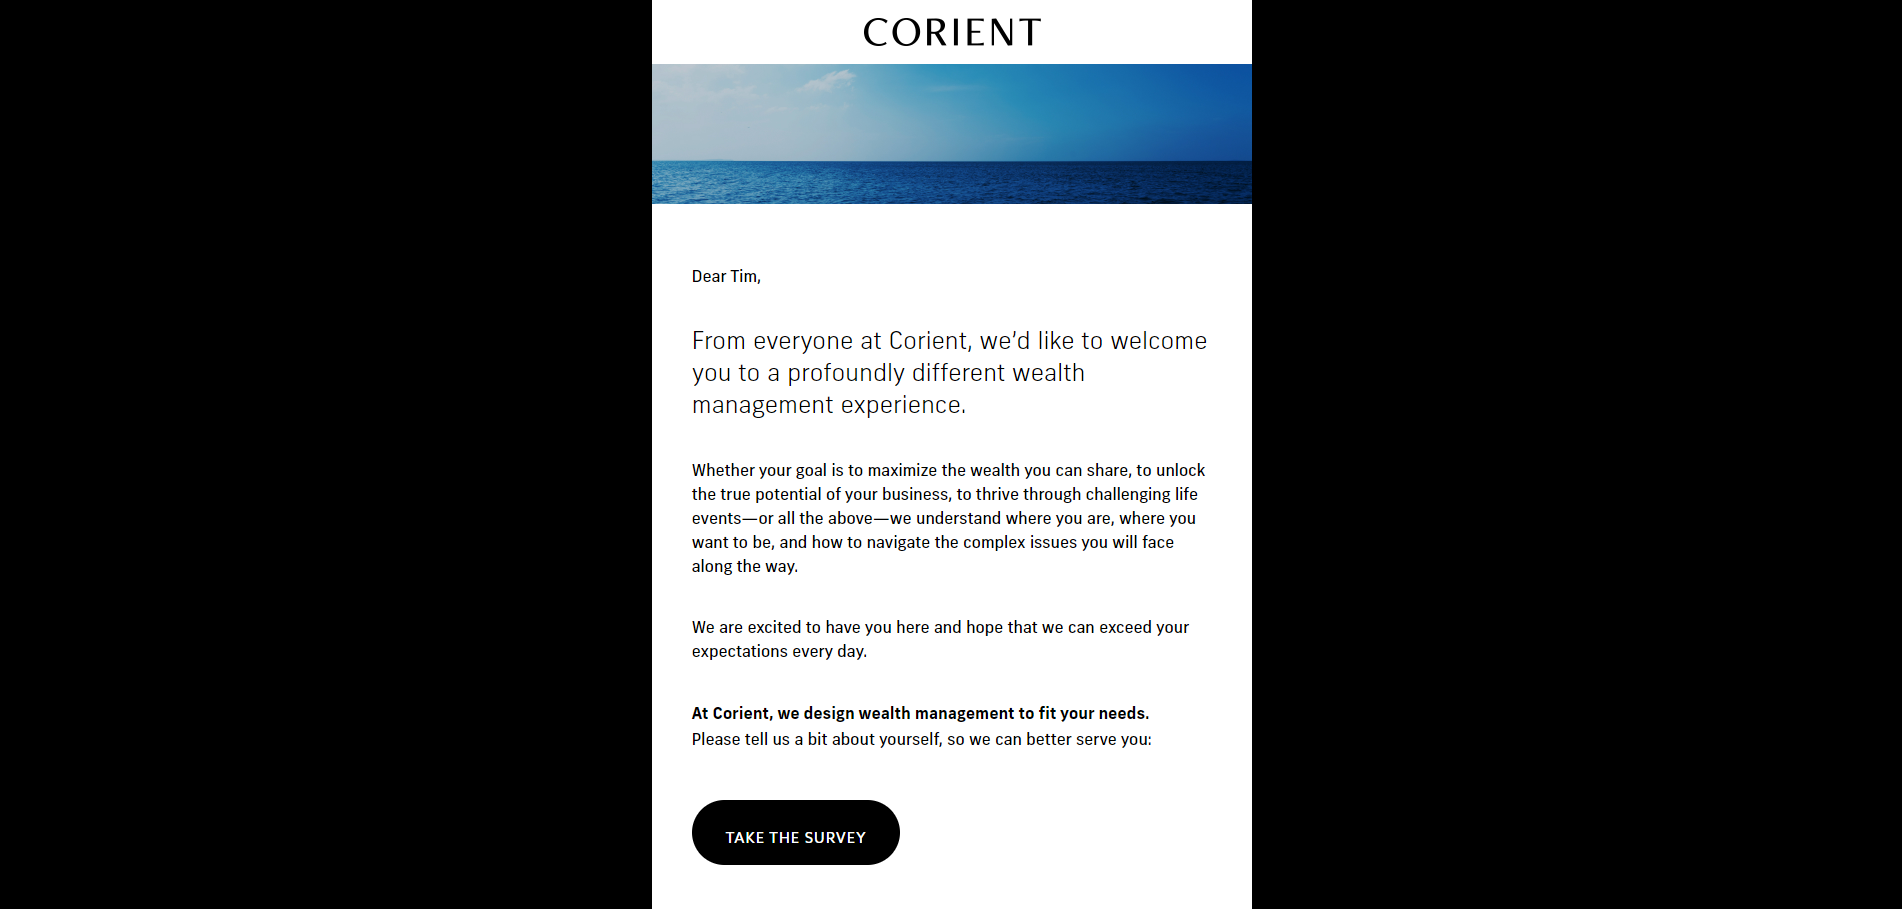 CORIENT
Dear Tim,
From everyone at Corient, we’d like to welcome
you to a profoundly different wealth
management experience.
Whether your goal is to maximize the wealth you can share, to unlock
the true potential of your business, to thrive through challenging life
events—or all the above—we understand where you are, where you
want to be, and how to navigate the complex issues you will face
along the way.
We are excited to have you here and hope that we can exceed your
expectations every day.
At Corient, we design wealth management to fit your needs.
Please tell us a bit about yourself, so we can better serve you:
TAKE THE SURVEY